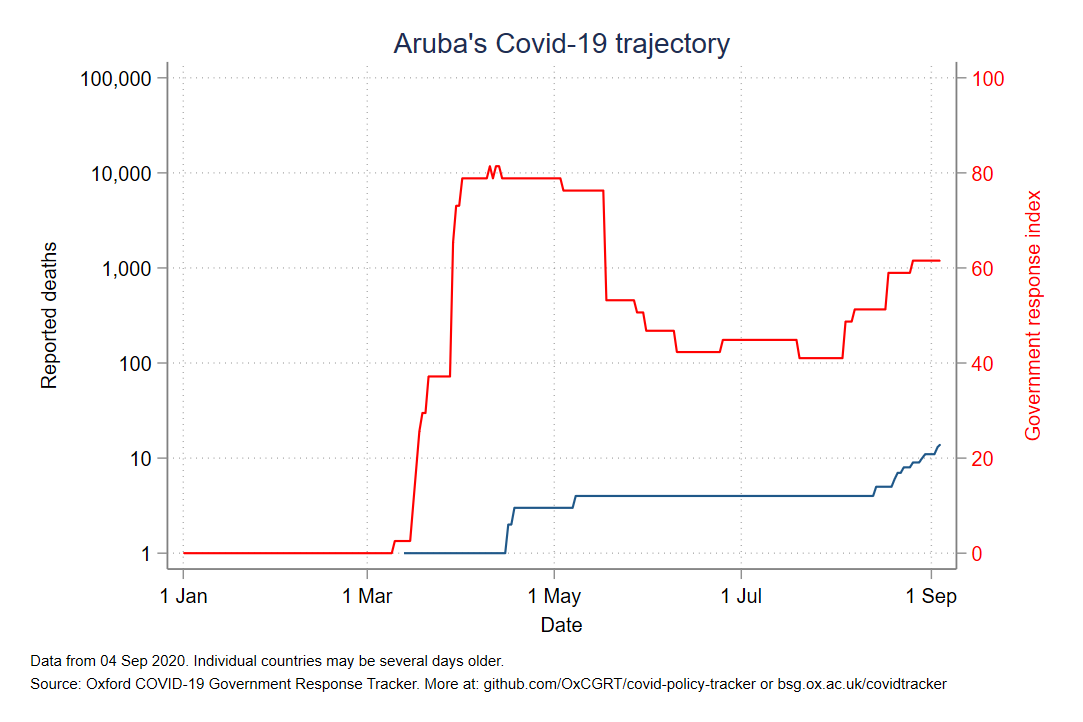 Aruba's Covid-19 trajectory
100,000
10,000
1,000
100
10
1
Reported deaths
100
80
60
40
20
0
Government response index
1 Jan
1 Mar
1 May
1 Jul
1 Sep
Date
Data from 04 Sep 2020. Individual countries may be several days older.
Source: Oxford COVID-19 Government Response Tracker. More at: github.com/OxCGRT/covid-policy-tracker or bsg.ox.ac.uk/covidtracker